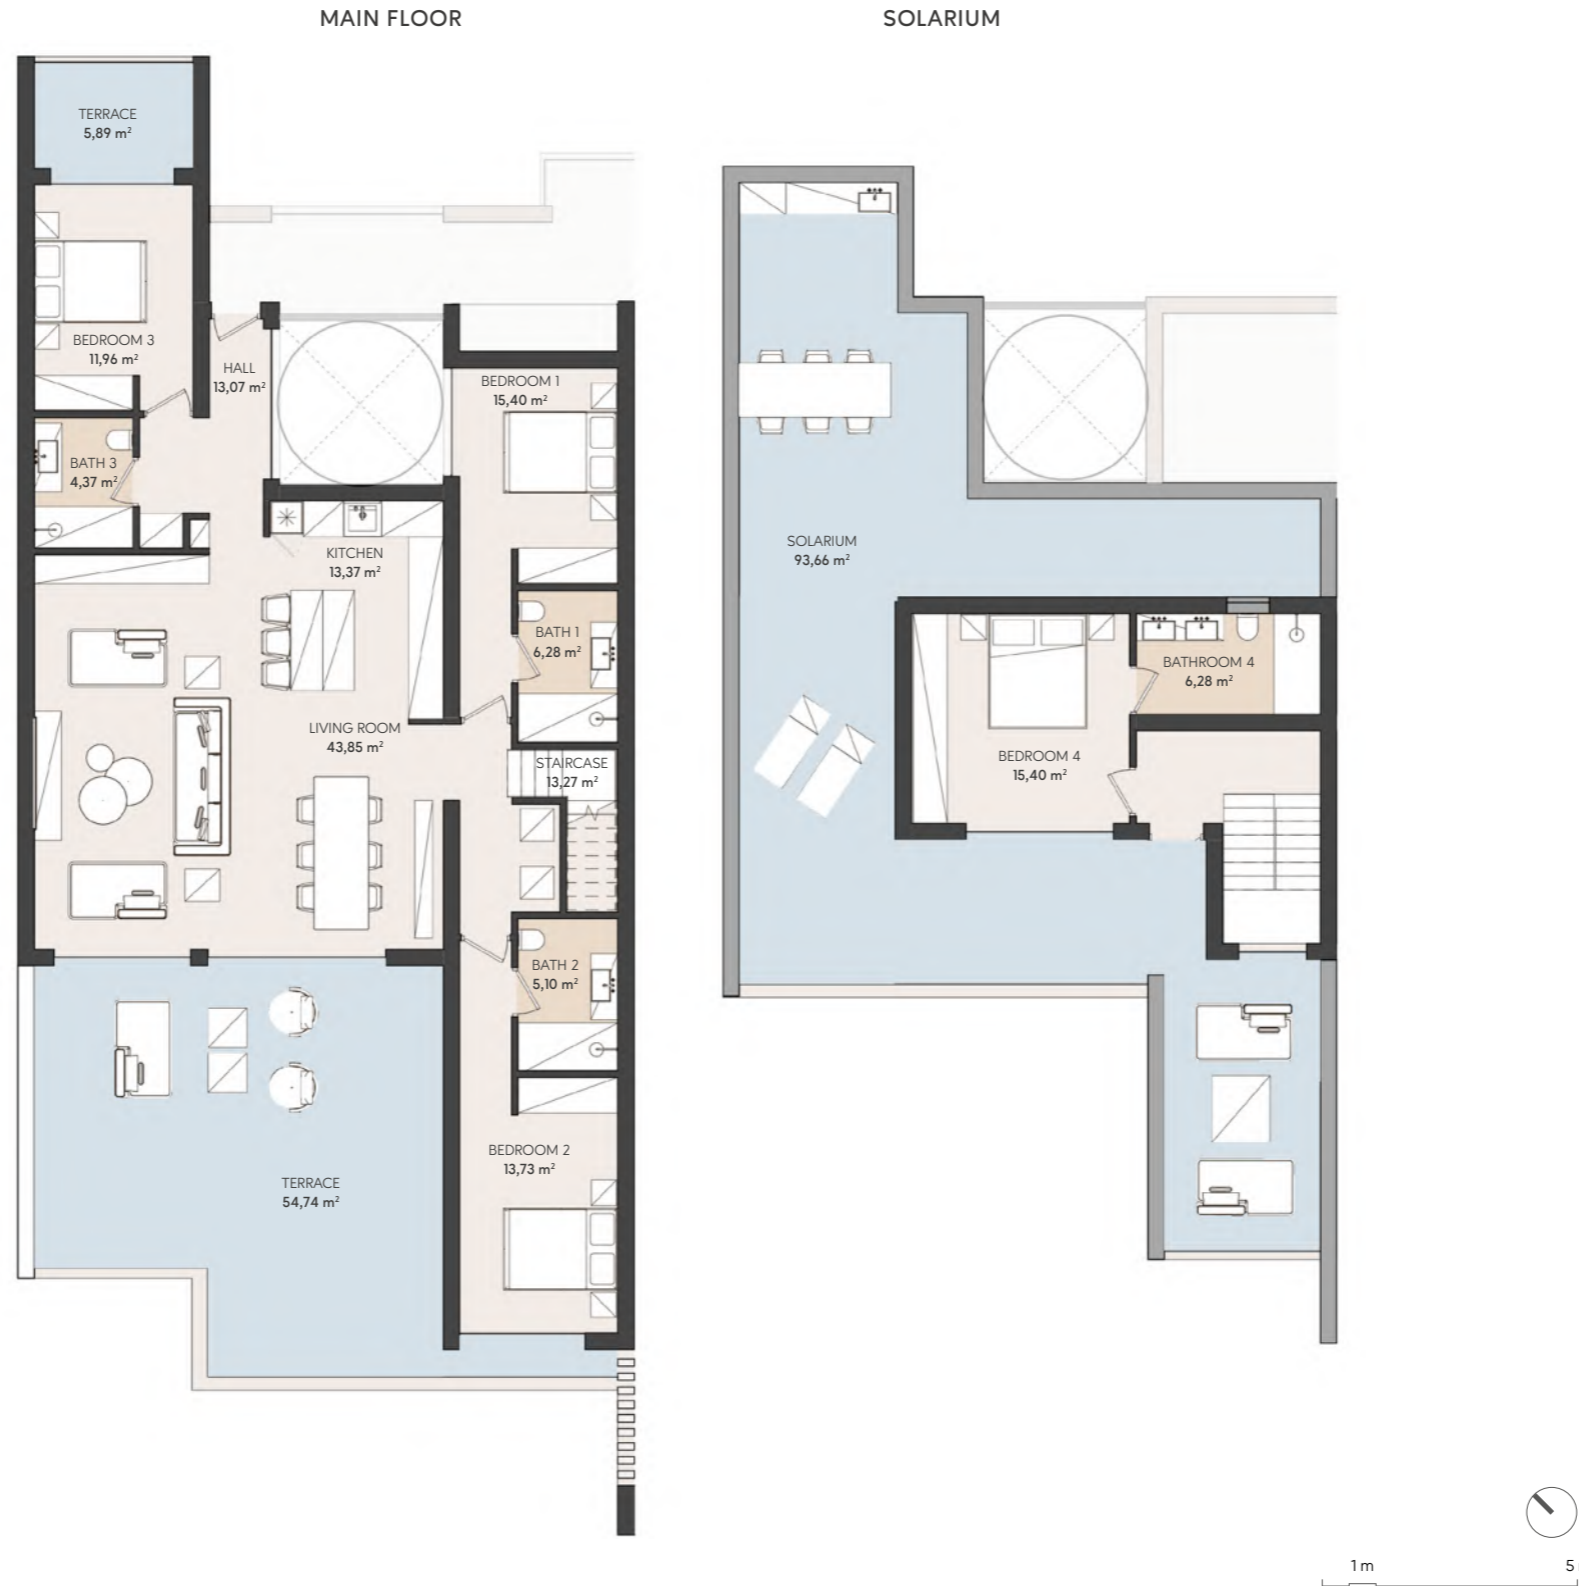 MAIN FLOOR
SOLARIUM
TERRACE
5,89 m²
BEDROOM 3
11,96 m²
HALL
13,07 m²
BEDROOM 1
15,40 m²
BATH 3
4,37 m²
KITCHEN
13,37 m²
BATH 1
6,28 m²
LIVING ROOM
43,85 m²
STAIRCASE
13,27 m²
BATH 2
5,10 m²
BEDROOM 2
13,73 m²
TERRACE
54,74 m²
SOLARIUM
93,66 m²
BATHROOM 4
6,28 m²
BEDROOM 4
15,40 m²
1 m
5